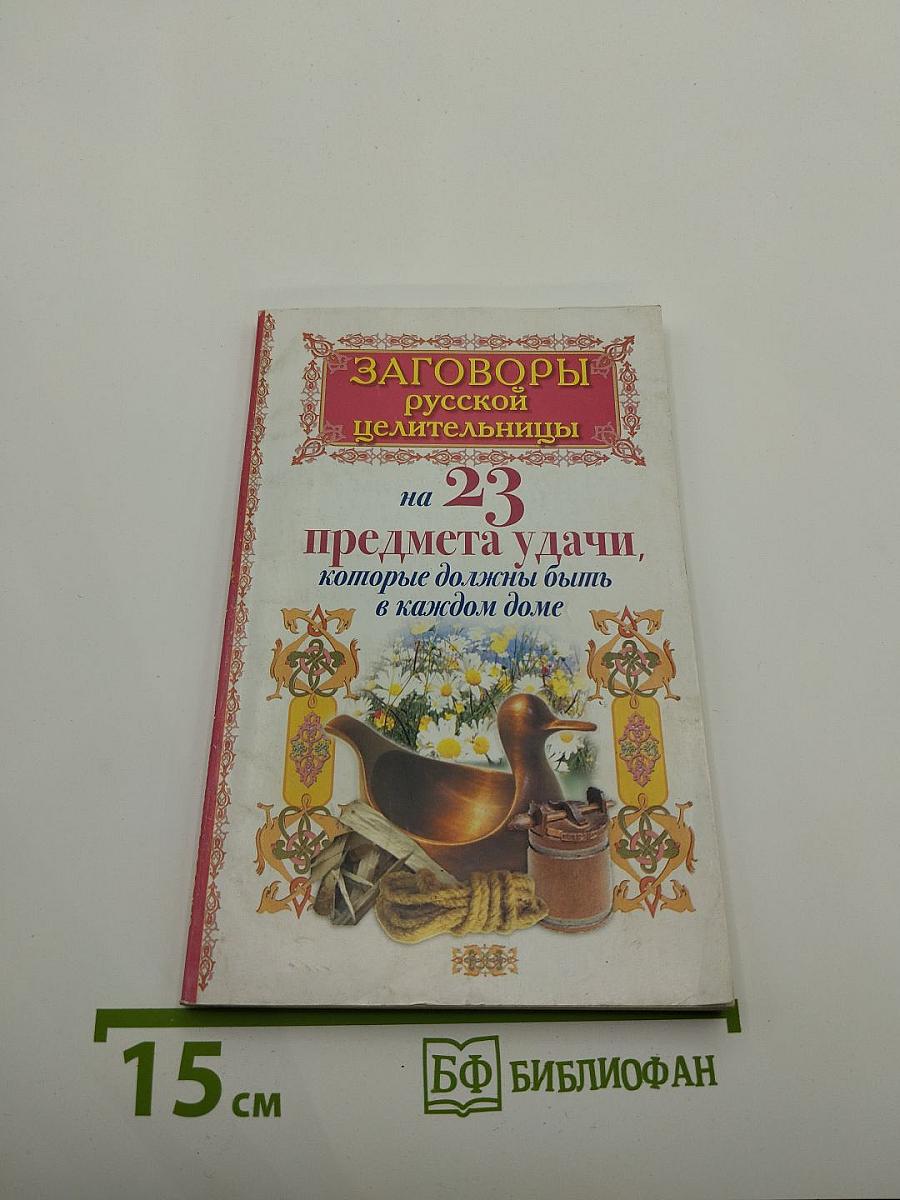 ЗАГОВОРЫ
русской
целительницы
на 23
предмета удачи,
которые должны быть
в каждом доме
15 см
БФ БИБЛИОФАН